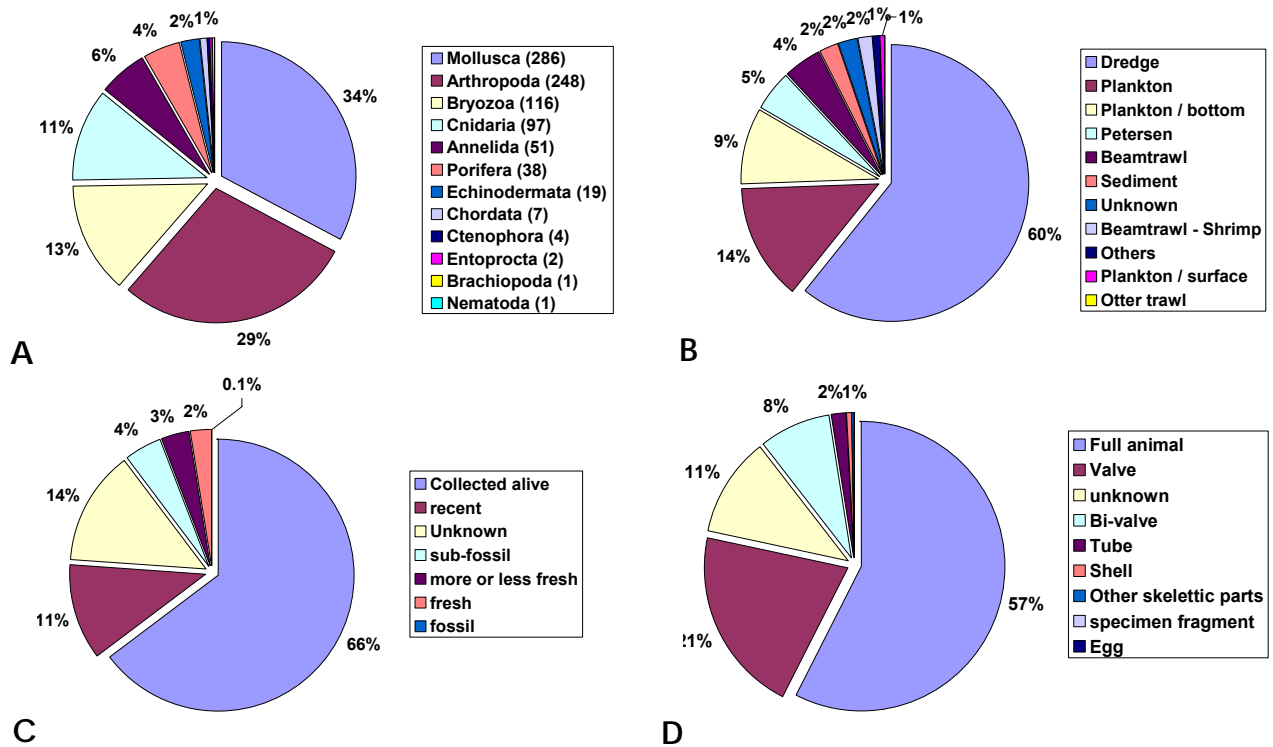 2% 1%
4%
6%
11%
13%
29%
34%
Mollusca (286)
Arthropoda (248)
Bryozoa (116)
Cnidaria (97)
Annelida (51)
Porifera (38)
Echinodermata (19)
Chordata (7)
Ctenophora (4)
Entoprocta (2)
Brachiopoda (1)
Nematoda (1)
A
2% 2% 2% 1% 1%
4%
5%
9%
14%
60%
Dredge
Plankton
Plankton / bottom
Petersen
Beamtrawl
Sediment
Unknown
Beamtrawl - Shrimp
Others
Plankton / surface
Otter trawl
B
0.1%
4% 3% 2%
14%
11%
66%
Collected alive
recent
Unknown
sub-fossil
more or less fresh
fresh
fossil
C
8% 2% 1%
11%
21%
57%
Full animal
Valve
unknown
Bi-valve
Tube
Shell
Other skelettic parts
specimen fragment
Egg
D